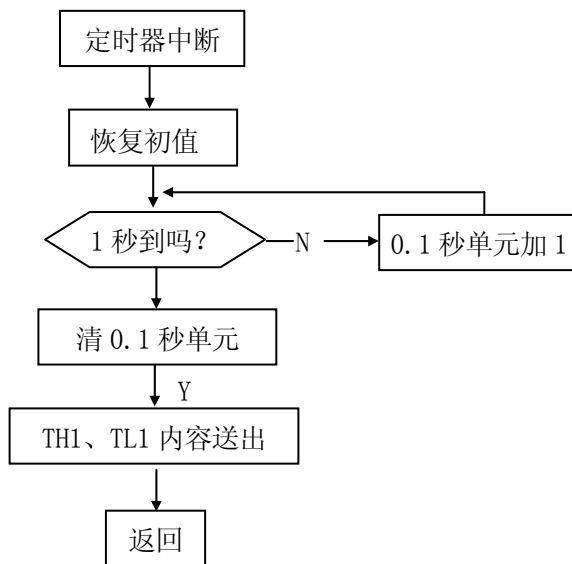 定时器中断
恢复初值
1 秒到吗？
N
0.1 秒单元加 1
清 0.1 秒单元
Y
TH1、TL1 内容送出
返回